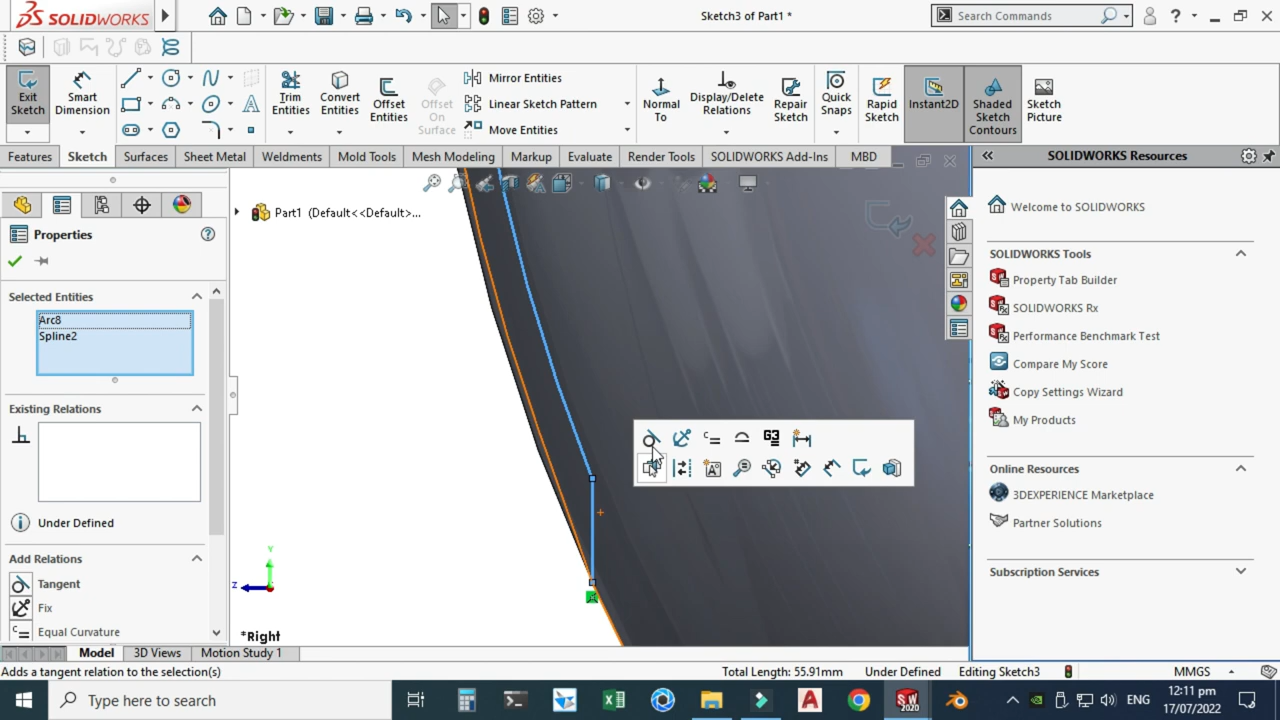 SOLIDWORKS
Sketch3 of Part1 *
Search Commands
?
Exit Sketch
Smart Dimension
Trim Entities
Convert Entities
Offset Entities
Offset On Surface
Mirror Entities
Linear Sketch Pattern
Move Entities
Normal To
Display/Delete Relations
Repair Sketch
Quick Snaps
Rapid Sketch
Instant2D
Shaded Sketch Contours
Sketch Picture
Features
Sketch
Surfaces
Sheet Metal
Weldments
Mold Tools
Mesh Modeling
Markup
Evaluate
Render Tools
SOLIDWORKS Add-Ins
MBD
SOLIDWORKS Resources
Part1 (Default<<Default>...
Properties
Selected Entities
Arc8
Spline2
Existing Relations
Under Defined
Add Relations
Tangent
Fix
Equal Curvature
G3
Y
Z
*Right
Welcome to SOLIDWORKS
SOLIDWORKS Tools
Property Tab Builder
SOLIDWORKS Rx
Performance Benchmark Test
Compare My Score
Copy Settings Wizard
My Products
Online Resources
3DEXPERIENCE Marketplace
Partner Solutions
Subscription Services
Model
3D Views
Motion Study 1
Adds a tangent relation to the selection(s)
Total Length: 55.91mm
Under Defined
Editing Sketch3
MMGS
Type here to search
SW
2020
ENG
12:11 pm
17/07/2022